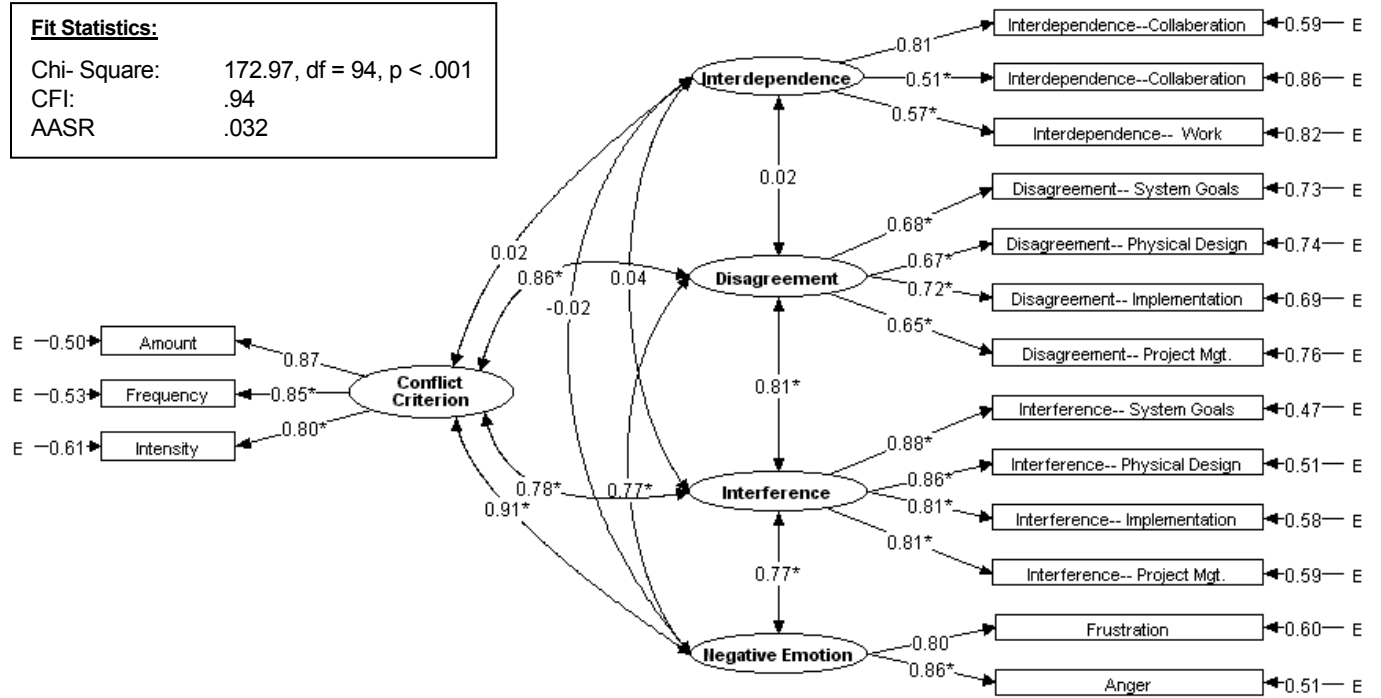 Fit Statistics:
Chi- Square: 172.97, df = 94, p < .001
CFI: .94
AASR .032
Interdependence
0.81
Interdependence--Collaberation
0.59
E
0.51*
Interdependence--Collaberation
0.86
E
0.57*
Interdependence-- Work
0.82
E
0.02
Disagreement
0.68*
Disagreement-- System Goals
0.73
E
0.67*
Disagreement-- Physical Design
0.74
E
0.72*
Disagreement-- Implementation
0.69
E
0.65*
Disagreement-- Project Mgt.
0.76
E
0.02
0.86*
0.04
-0.02
E
0.50
Amount
0.87
E
0.53
Frequency
0.85*
E
0.61
Intensity
0.80*
Conflict
Criterion
0.81*
0.78*
0.77*
0.91*
Interference
0.88*
Interference-- System Goals
0.47
E
0.86*
Interference-- Physical Design
0.51
E
0.81*
Interference-- Implementation
0.58
E
0.81*
Interference-- Project Mgt.
0.59
E
0.77*
Negative Emotion
0.80
Frustration
0.60
E
0.86*
Anger
0.51
E